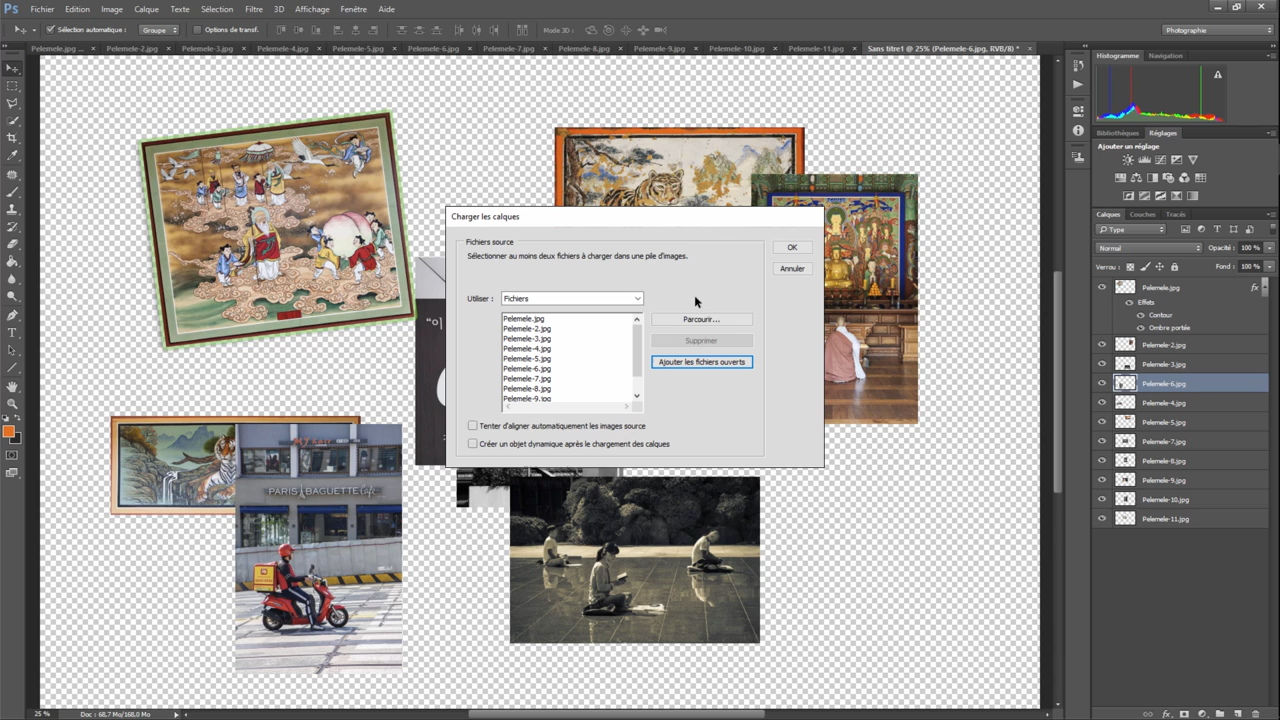 Ps Fichier Edition Image Calque Texte Sélection Filtre 3D Affichage Fenêtre Aide
Sélection automatique : Groupe Options de transf. Mode 3D : Photographie
Pelemele.jpg ... × Pelemele-2.jpg × Pelemele-3.jpg × Pelemele-4.jpg × Pelemele-5.jpg × Pelemele-6.jpg × Pelemele-7.jpg × Pelemele-8.jpg × Pelemele-9.jpg × Pelemele-10.jpg × Pelemele-11.jpg × Sans titre1 @ 25% (Pelemele-6.jpg, RVB/8) * ×
Histogramme Navigation
Bibliothèques Réglages
Ajouter un réglage
Calques Couches Tracés
Type
Normal Opacité : 100 %
Verrou : Fond : 100 %
Pelemele.jpg fx
Effets
Contour
Ombre portée
Pelemele-2.jpg
Pelemele-3.jpg
Pelemele-6.jpg
Pelemele-4.jpg
Pelemele-5.jpg
Pelemele-7.jpg
Pelemele-8.jpg
Pelemele-9.jpg
Pelemele-10.jpg
Pelemele-11.jpg
Charger les calques
Fichiers source
Sélectionner au moins deux fichiers à charger dans une pile d'images.
OK
Annuler
Utiliser : Fichiers
Parcourir...
Supprimer
Ajouter les fichiers ouverts
Pelemele.jpg
Pelemele-2.jpg
Pelemele-3.jpg
Pelemele-4.jpg
Pelemele-5.jpg
Pelemele-6.jpg
Pelemele-7.jpg
Pelemele-8.jpg
Pelemele-9.jpg
Tenter d'aligner automatiquement les images source
Créer un objet dynamique après le chargement des calques
"이
PARIS BAGUETTE Café
25 % Doc : 68,7 Mo/168,0 Mo